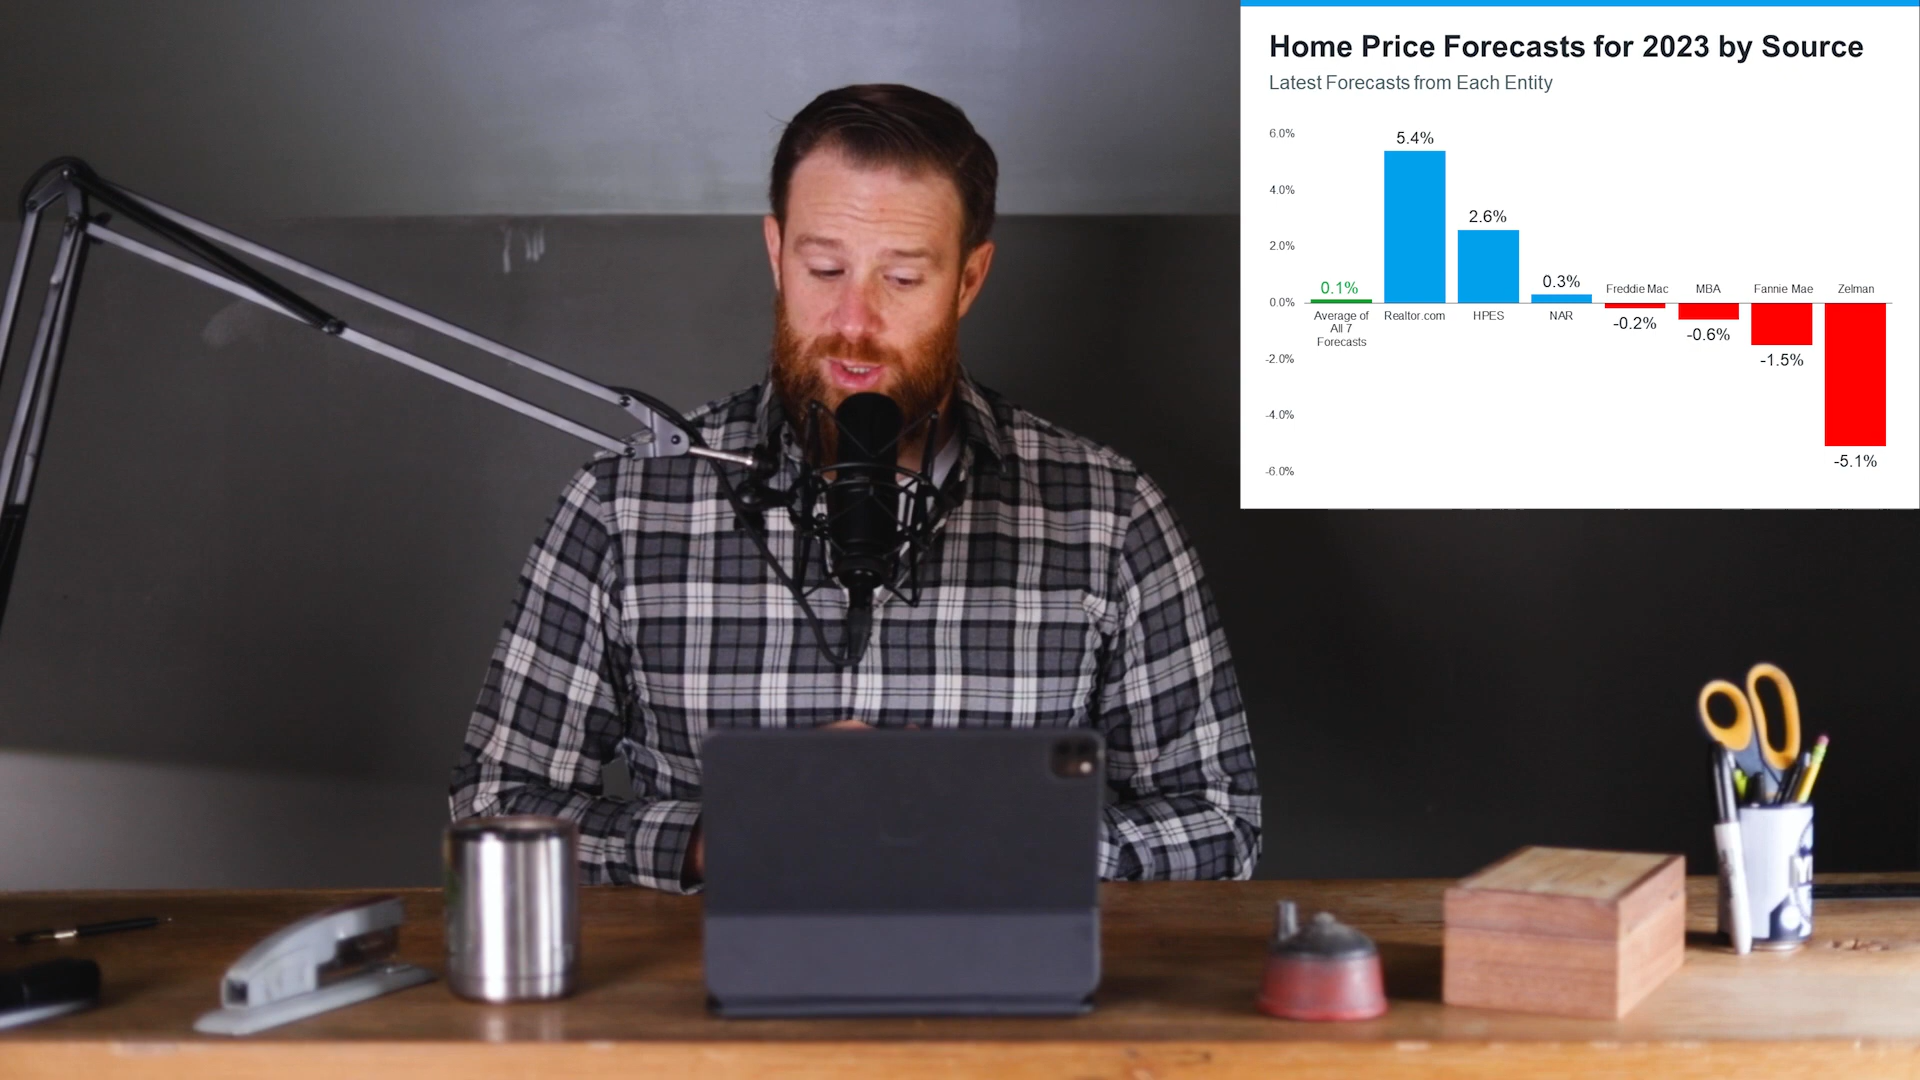 Home Price Forecasts for 2023 by Source
Latest Forecasts from Each Entity
6.0%
4.0%
2.0%
0.0%
-2.0%
-4.0%
-6.0%
0.1%
Average of
All 7
Forecasts
5.4%
Realtor.com
2.6%
HPES
0.3%
NAR
Freddie Mac
-0.2%
MBA
-0.6%
Fannie Mae
-1.5%
Zelman
-5.1%